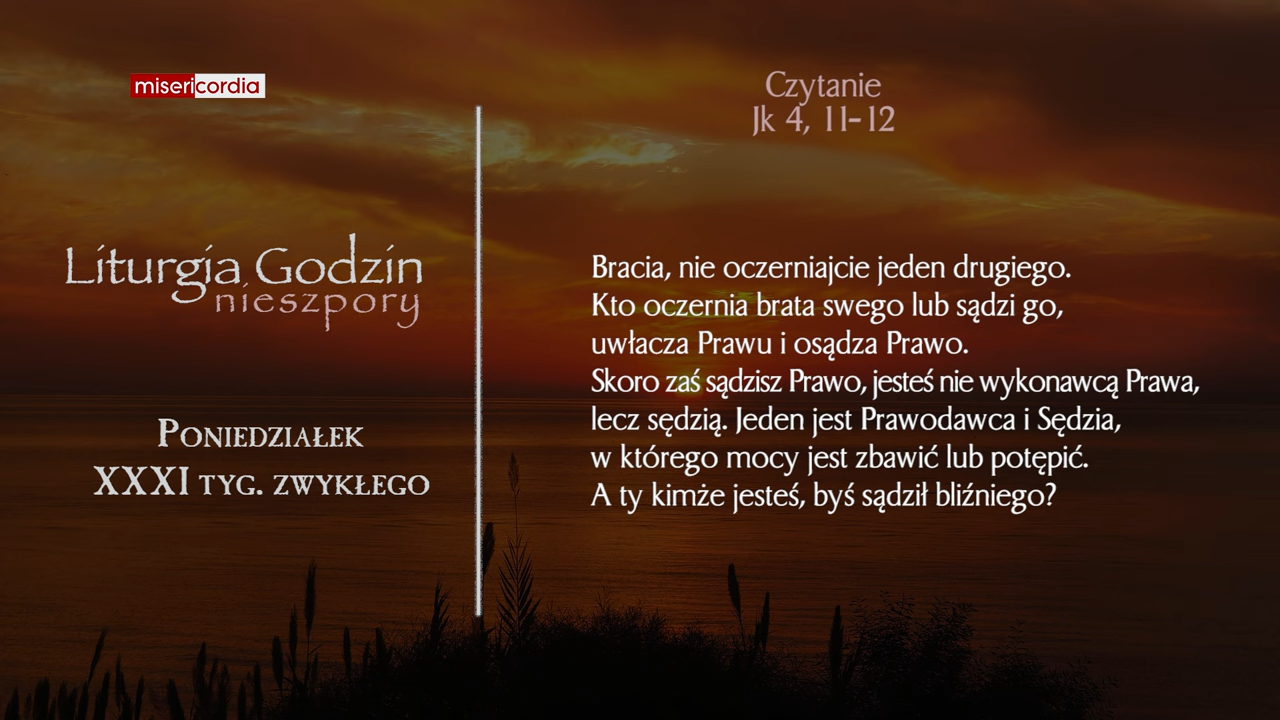 misericordia
Liturgia Godzin
nieszpory
Poniedziałek
XXXI tyg. zwykłego
Czytanie
Jk 4, 11-12
Bracia, nie oczerniajcie jeden drugiego.
Kto oczernia brata swego lub sądzi go,
uwłacza Prawu i osądza Prawo.
Skoro zaś sądzisz Prawo, jesteś nie wykonawcą Prawa,
lecz sędzią. Jeden jest Prawodawca i Sędzia,
w którego mocy jest zbawić lub potępić.
A ty kimże jesteś, byś sądził bliźniego?